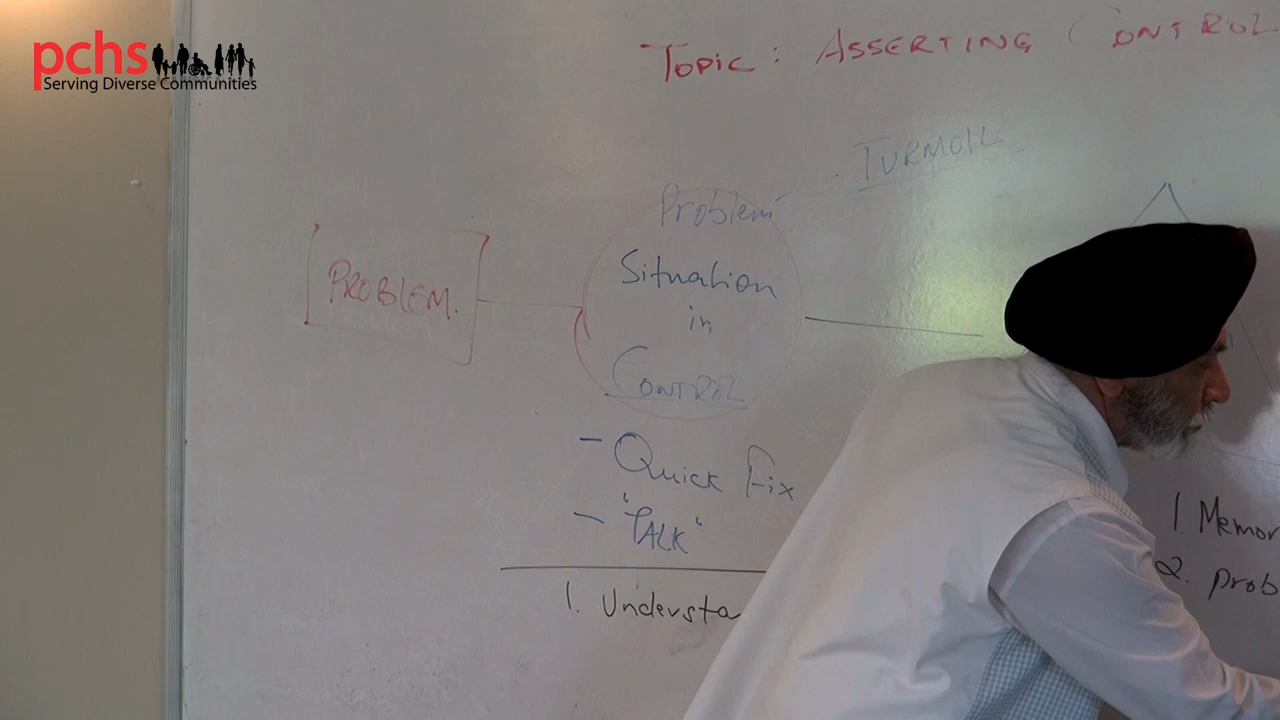 pchs
Serving Diverse Communities
TOPIC: ASSERTING CONTROL
TURMOIL
Problem
Situation
in
CONTROL
PROBLEM.
- Quick Fix
- "TALK"
1. Understa
1. Memor
2. prob